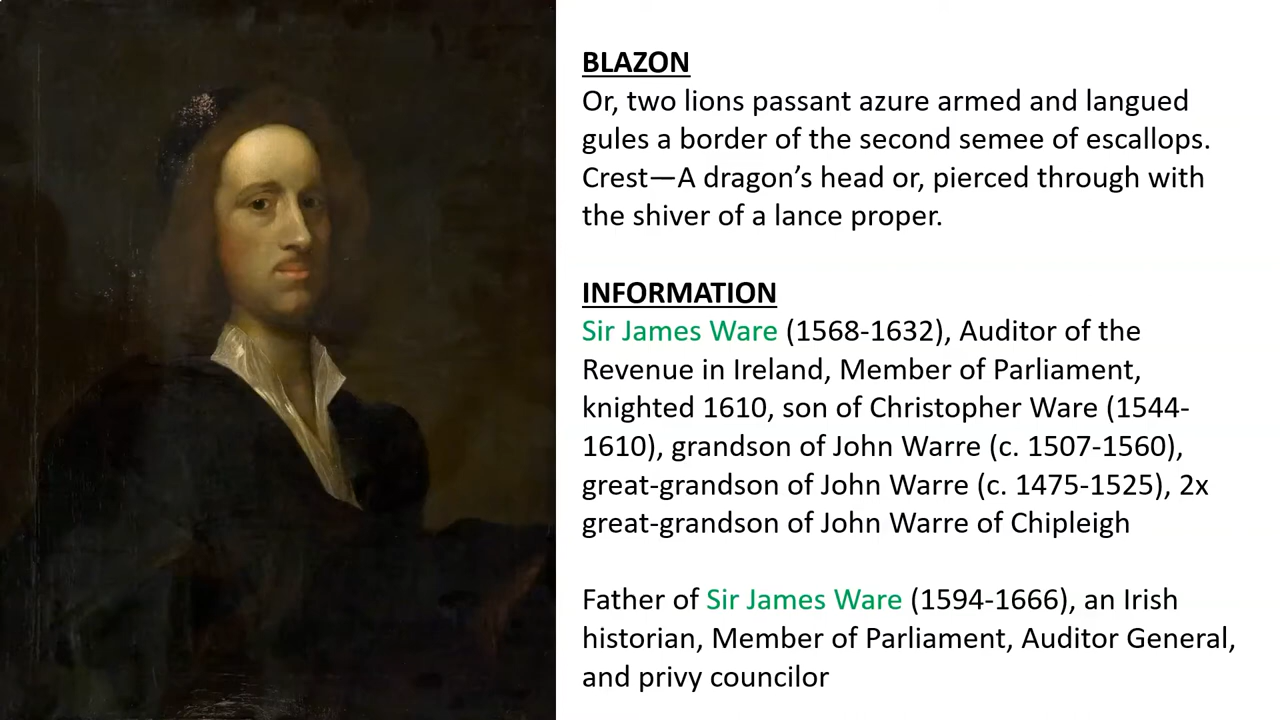 BLAZON
Or, two lions passant azure armed and langued
gules a border of the second semee of escallops.
Crest—A dragon’s head or, pierced through with
the shiver of a lance proper.
INFORMATION
Sir James Ware (1568-1632), Auditor of the
Revenue in Ireland, Member of Parliament,
knighted 1610, son of Christopher Ware (1544-
1610), grandson of John Warre (c. 1507-1560),
great-grandson of John Warre (c. 1475-1525), 2x
great-grandson of John Warre of Chipleigh
Father of Sir James Ware (1594-1666), an Irish
historian, Member of Parliament, Auditor General,
and privy councilor